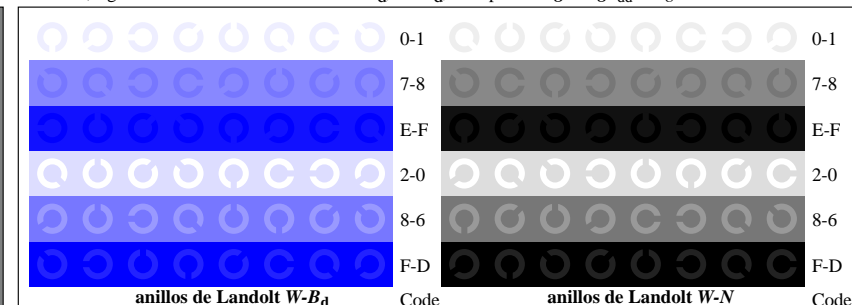 0-1 0-1
7-8 7-8
E-F E-F
2-0 2-0
8-6 8-6
F-D F-D
anillos de Landolt W-Bd Code anillos de Landolt W-N Code